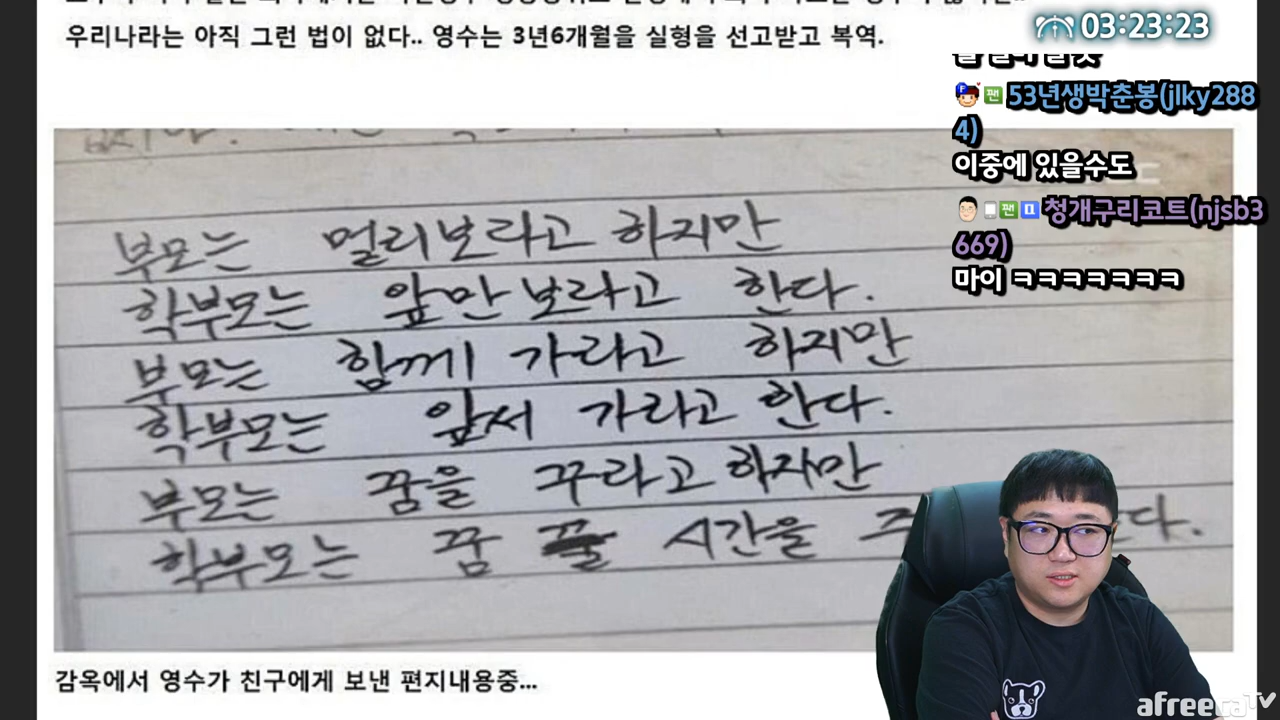 우리나라는 아직 그런 법이 없다.. 영수는 3년6개월을 실형을 선고받고 복역.
03:23:23
53년생박춘봉(jlky288
4)
이중에 있을수도
청개구리코트(njsb3
669)
마이 ㅋㅋㅋㅋㅋㅋㅋ
부모는 멀리보라고 하지만
학부모는 앞만 보라고 한다.
부모는 함께 가라고 하지만
학부모는 앞서 가라고 한다.
부모는 꿈을 꾸라고 하지만
학부모는 꿈 꿀 시간을
감옥에서 영수가 친구에게 보낸 편지내용중...
afreecaTV